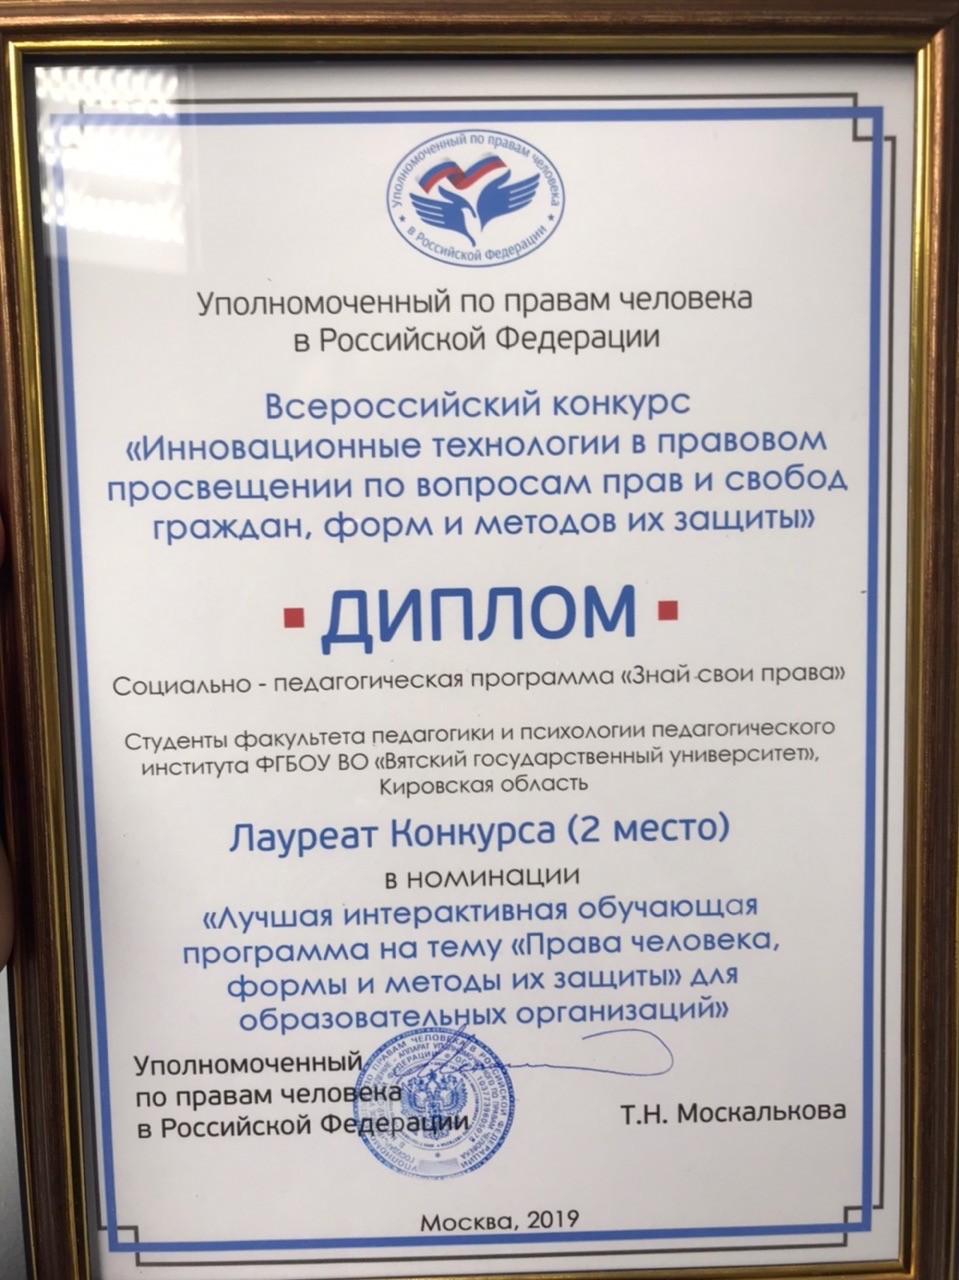 Уполномоченный по правам человека
в Российской Федерации
Уполномоченный по правам человека
в Российской Федерации
Всероссийский конкурс
«Инновационные технологии в правовом
просвещении по вопросам прав и свобод
граждан, форм и методов их защиты»
ДИПЛОМ
Социально - педагогическая программа «Знай свои права»
Студенты факультета педагогики и психологии педагогического
института ФГБОУ ВО «Вятский государственный университет»,
Кировская область
Лауреат Конкурса (2 место)
в номинации
«Лучшая интерактивная обучающая
программа на тему «Права человека,
формы и методы их защиты» для
образовательных организаций»
Уполномоченный
по правам человека
в Российской Федерации
Т.Н. Москалькова
Москва, 2019